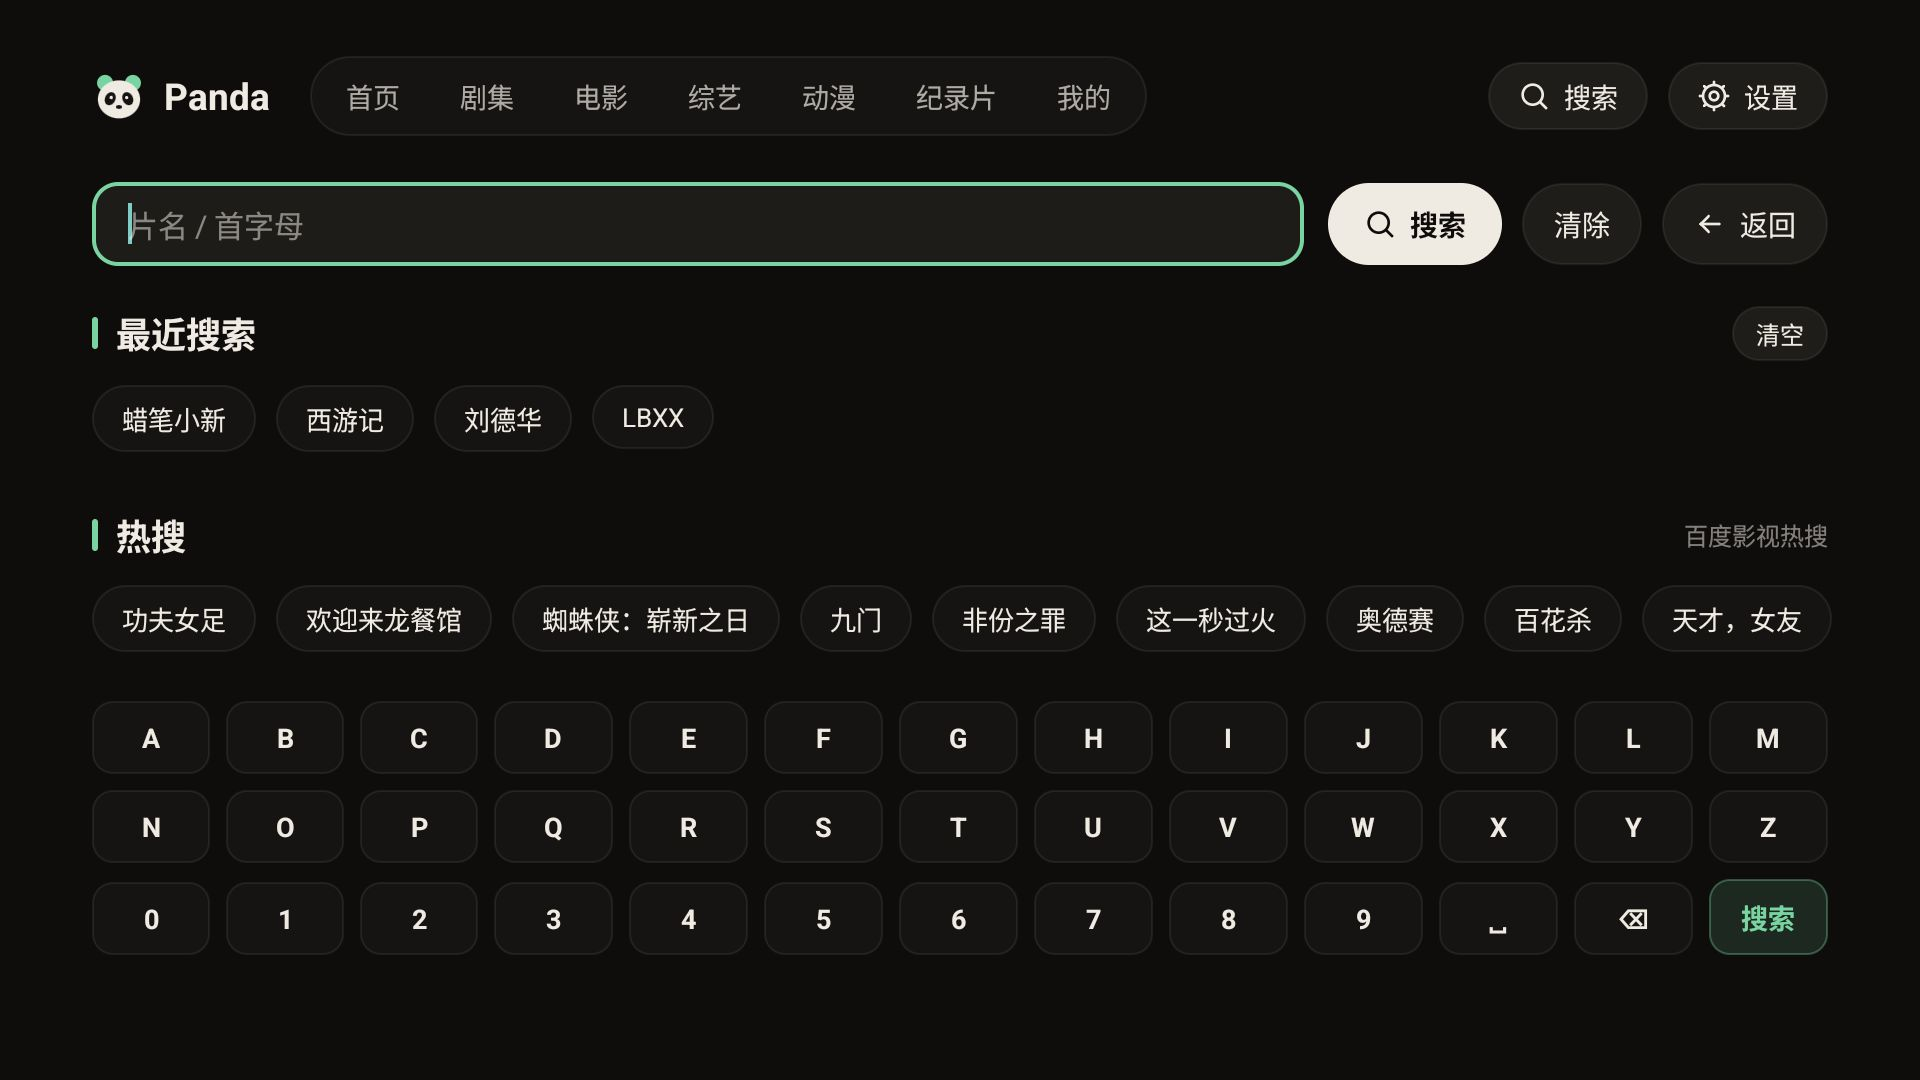 Panda 首页 剧集 电影 综艺 动漫 纪录片 我的 搜索 设置
片名 / 首字母 搜索 清除 返回
最近搜索 清空
蜡笔小新 西游记 刘德华 LBXX
热搜 百度影视热搜
功夫女足 欢迎来龙餐馆 蜘蛛侠：崭新之日 九门 非份之罪 这一秒过火 奥德赛 百花杀 天才，女友
A B C D E F G H I J K L M
N O P Q R S T U V W X Y Z
0 1 2 3 4 5 6 7 8 9 ␣ ⌫ 搜索